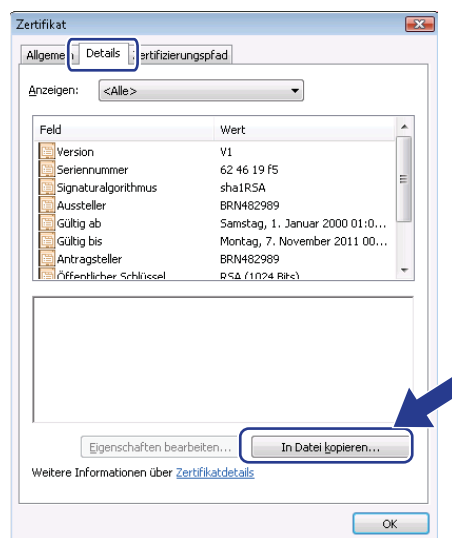 Zertifikat
Allgemein Details Zertifizierungspfad
Anzeigen: <Alle>
Feld Wert
Version V1
Seriennummer 62 46 19 f5
Signaturalgorithmus sha1RSA
Aussteller BRN482989
Gültig ab Samstag, 1. Januar 2000 01:0...
Gültig bis Montag, 7. November 2011 00...
Antragsteller BRN482989
Öffentlicher Schlüssel RSA (1024 Bits)
Eigenschaften bearbeiten... In Datei kopieren...
Weitere Informationen über Zertifikatdetails
OK